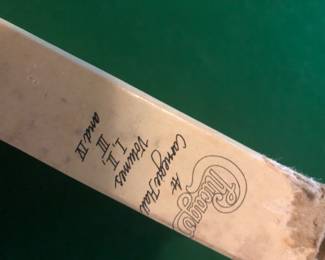 Chicago
At
Carnegie Hall
Volumes
I, II,
III
and IV